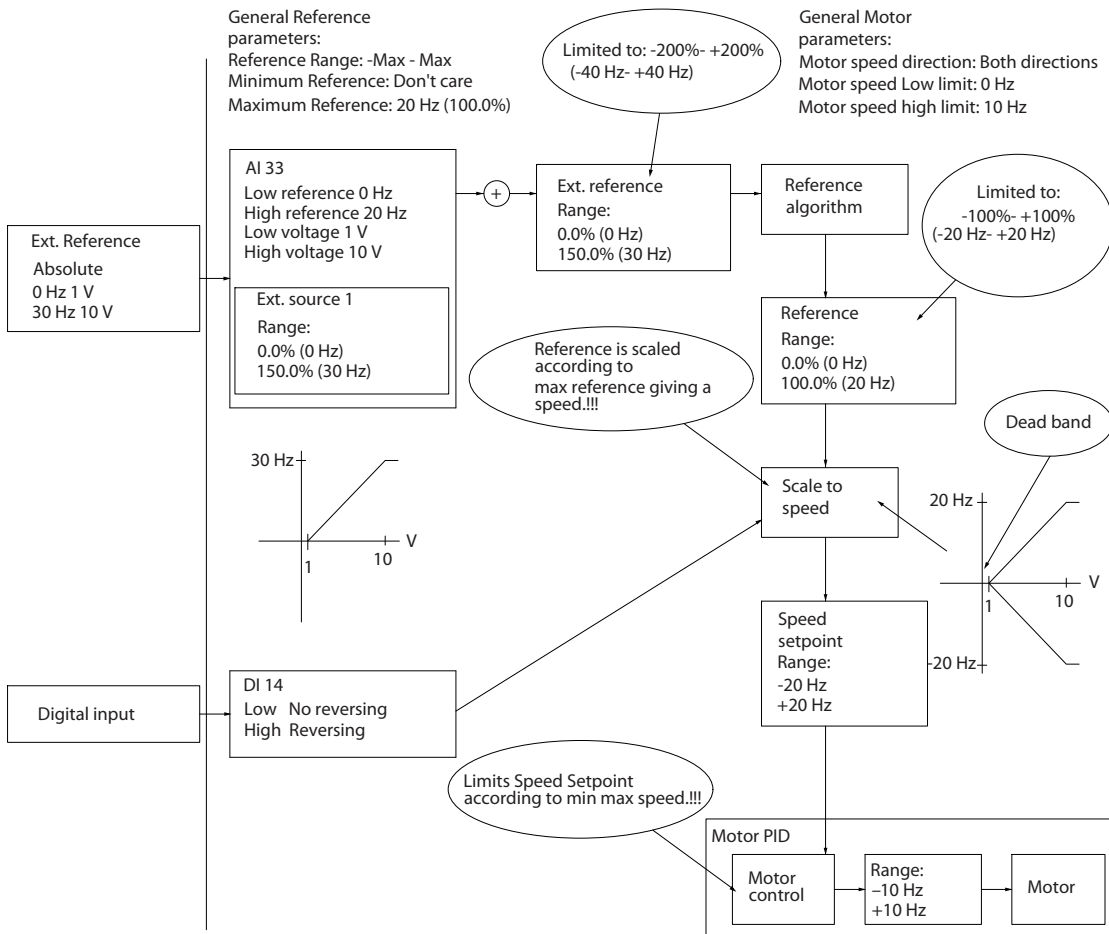 General Reference
parameters:
Reference Range: -Max - Max
Minimum Reference: Don't care
Maximum Reference: 20 Hz (100.0%)
Limited to: -200%- +200%
(-40 Hz- +40 Hz)
General Motor
parameters:
Motor speed direction: Both directions
Motor speed Low limit: 0 Hz
Motor speed high limit: 10 Hz
Ext. Reference
Absolute
0 Hz 1 V
30 Hz 10 V
AI 33
Low reference 0 Hz
High reference 20 Hz
Low voltage 1 V
High voltage 10 V
Ext. source 1
Range:
0.0% (0 Hz)
150.0% (30 Hz)
+
Ext. reference
Range:
0.0% (0 Hz)
150.0% (30 Hz)
Reference
algorithm
Limited to:
-100%- +100%
(-20 Hz- +20 Hz)
Reference
Range:
0.0% (0 Hz)
100.0% (20 Hz)
Reference is scaled
according to
max reference giving a
speed.!!!
Dead band
30 Hz
1
10
V
Scale to
speed
20 Hz
1
10
V
-20 Hz
Speed
setpoint
Range:
-20 Hz
+20 Hz
Digital input
DI 14
Low No reversing
High Reversing
Limits Speed Setpoint
according to min max speed.!!!
Motor PID
Motor
control
Range:
–10 Hz
+10 Hz
Motor